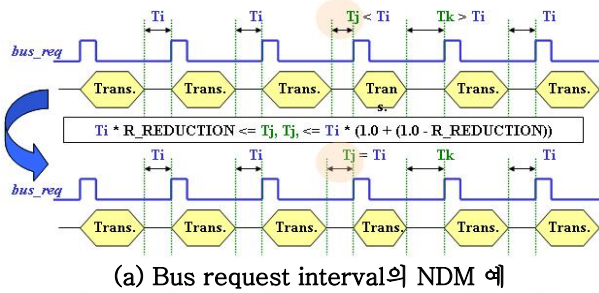 Ti Ti Tj < Ti Tk > Ti Ti
bus_req
Trans. Trans. Trans. Tran Trans. Trans.
s.
Ti * R_REDUCTION <= Tj, Tj, <= Ti * (1.0 + (1.0 - R_REDUCTION))
Ti Ti Tj = Ti Tk Ti
bus_req
Trans. Trans. Trans. Trans. Trans. Trans.
(a) Bus request interval의 NDM 예